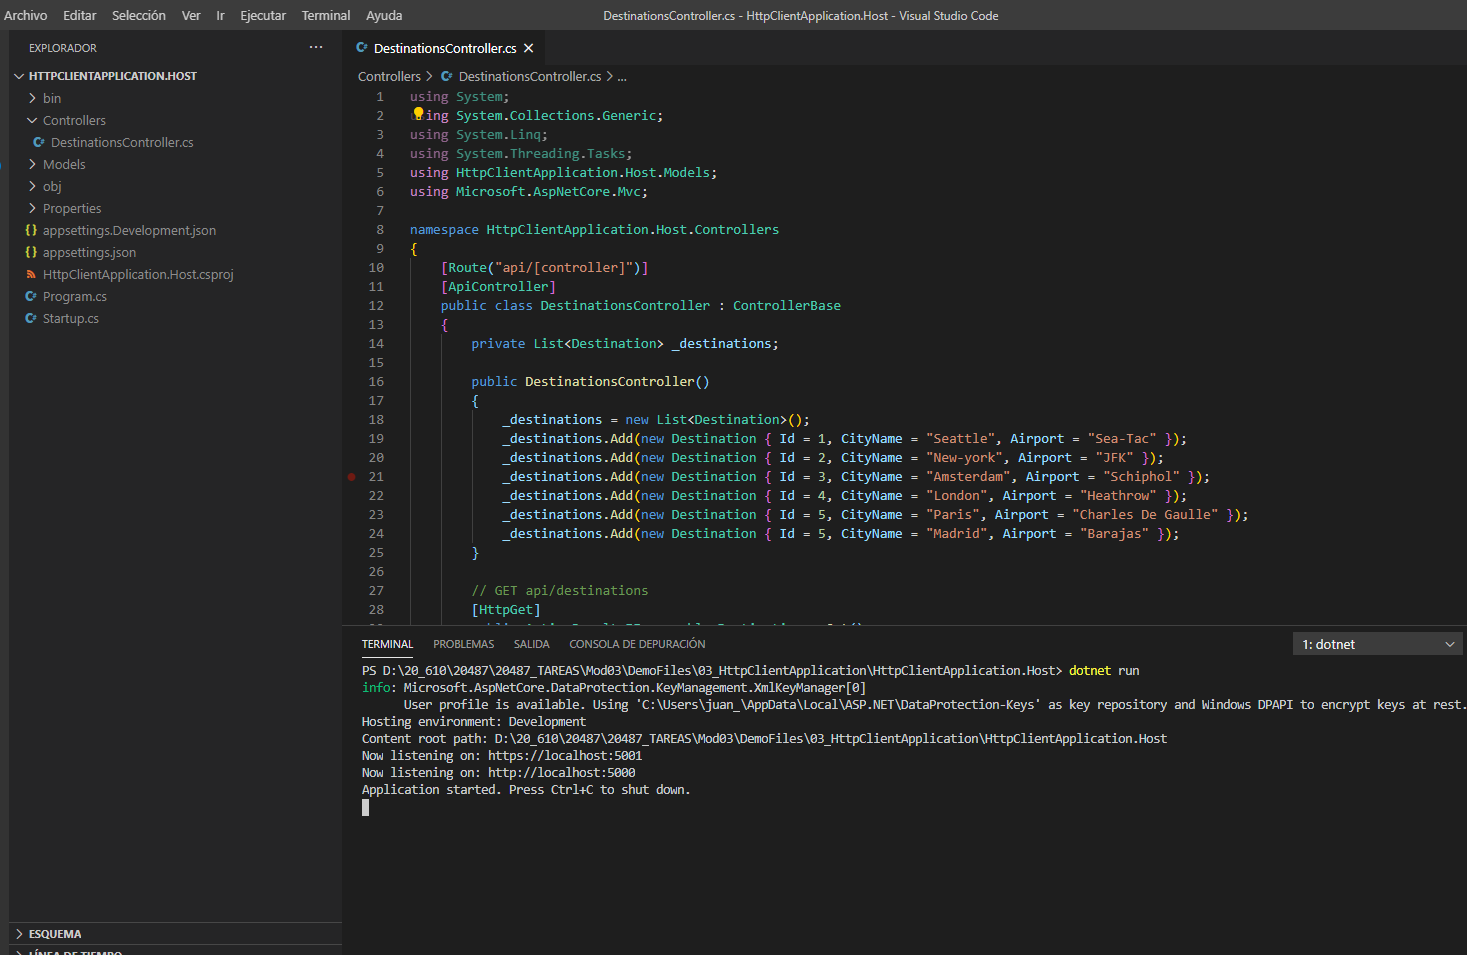 Archivo Editar Selección Ver Ir Ejecutar Terminal Ayuda DestinationsController.cs - HttpClientApplication.Host - Visual Studio Code
EXPLORADOR ···
HTTPCLIENTAPPLICATION.HOST
bin
Controllers
C# DestinationsController.cs
Models
obj
Properties
{} appsettings.Development.json
{} appsettings.json
HttpClientApplication.Host.csproj
C# Program.cs
C# Startup.cs
ESQUEMA
LÍNEA DE TIEMPO
C# DestinationsController.cs
Controllers > C# DestinationsController.cs > ...
1 using System;
2 ing System.Collections.Generic;
3 using System.Linq;
4 using System.Threading.Tasks;
5 using HttpClientApplication.Host.Models;
6 using Microsoft.AspNetCore.Mvc;
7
8 namespace HttpClientApplication.Host.Controllers
9 {
10 [Route("api/[controller]")]
11 [ApiController]
12 public class DestinationsController : ControllerBase
13 {
14 private List<Destination> _destinations;
15
16 public DestinationsController()
17 {
18 _destinations = new List<Destination>();
19 _destinations.Add(new Destination { Id = 1, CityName = "Seattle", Airport = "Sea-Tac" });
20 _destinations.Add(new Destination { Id = 2, CityName = "New-york", Airport = "JFK" });
21 _destinations.Add(new Destination { Id = 3, CityName = "Amsterdam", Airport = "Schiphol" });
22 _destinations.Add(new Destination { Id = 4, CityName = "London", Airport = "Heathrow" });
23 _destinations.Add(new Destination { Id = 5, CityName = "Paris", Airport = "Charles De Gaulle" });
24 _destinations.Add(new Destination { Id = 5, CityName = "Madrid", Airport = "Barajas" });
25 }
26
27 // GET api/destinations
28 [HttpGet]
TERMINAL PROBLEMAS SALIDA CONSOLA DE DEPURACIÓN 1: dotnet
PS D:\20_610\20487\20487_TAREAS\Mod03\DemoFiles\03_HttpClientApplication\HttpClientApplication.Host> dotnet run
info: Microsoft.AspNetCore.DataProtection.KeyManagement.XmlKeyManager[0]
User profile is available. Using 'C:\Users\juan_\AppData\Local\ASP.NET\DataProtection-Keys' as key repository and Windows DPAPI to encrypt keys at rest.
Hosting environment: Development
Content root path: D:\20_610\20487\20487_TAREAS\Mod03\DemoFiles\03_HttpClientApplication\HttpClientApplication.Host
Now listening on: https://localhost:5001
Now listening on: http://localhost:5000
Application started. Press Ctrl+C to shut down.